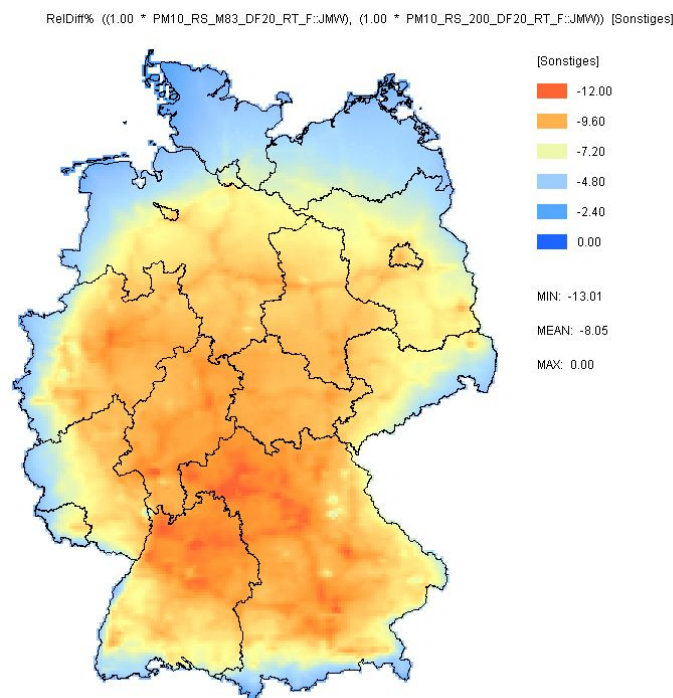 RelDiff% ((1.00 * PM10_RS_M83_DF20_RT_F::JMW), (1.00 * PM10_RS_200_DF20_RT_F::JMW)) [Sonstiges]
[Sonstiges]
-12.00
-9.60
-7.20
-4.80
-2.40
0.00
MIN: -13.01
MEAN: -8.05
MAX: 0.00